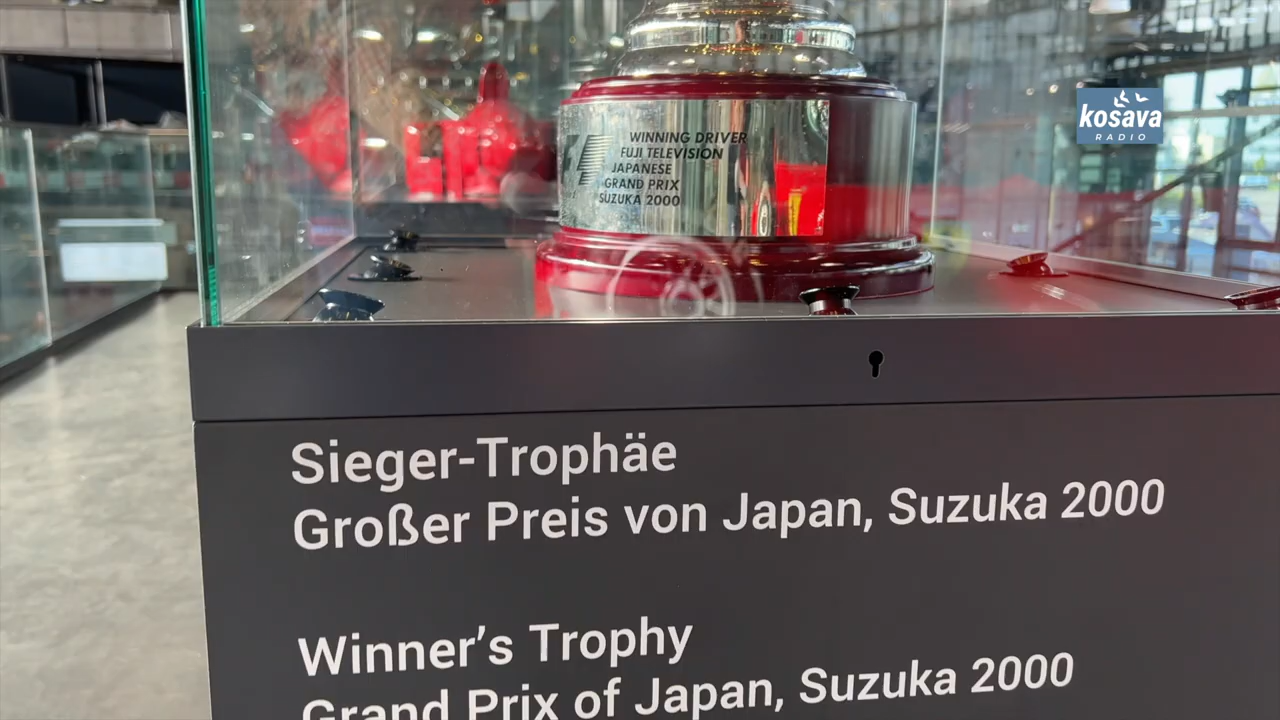 kosava
RADIO
WINNING DRIVER
FUJI TELEVISION
JAPANESE
GRAND PRIX
SUZUKA 2000
Sieger-Trophäe
Großer Preis von Japan, Suzuka 2000
Winner’s Trophy
Grand Prix of Japan, Suzuka 2000